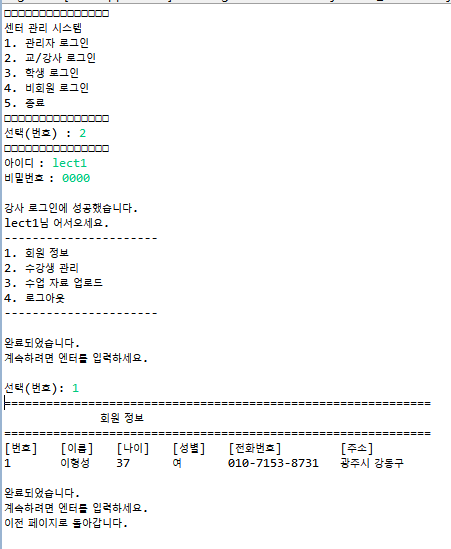 □□□□□□□□□□□□□□□
센터 관리 시스템
1. 관리자 로그인
2. 교/강사 로그인
3. 학생 로그인
4. 비회원 로그인
5. 종료
□□□□□□□□□□□□□□□
선택(번호) : 2
□□□□□□□□□□□□□□□
아이디 : lect1
비밀번호 : 0000
강사 로그인에 성공했습니다.
lect1님 어서오세요.
----------------------
1. 회원 정보
2. 수강생 관리
3. 수업 자료 업로드
4. 로그아웃
----------------------
완료되었습니다.
계속하려면 엔터를 입력하세요.
선택(번호): 1
=============================================================
회원 정보
=============================================================
[번호] [이름] [나이] [성별] [전화번호] [주소]
1 이형성 37 여 010-7153-8731 광주시 강동구
완료되었습니다.
계속하려면 엔터를 입력하세요.
이전 페이지로 돌아갑니다.